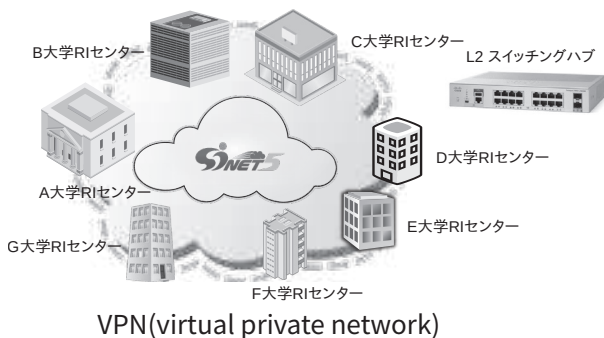 B大学RIセンター
C大学RIセンター
L2 スイッチングハブ
SINET5
A大学RIセンター
D大学RIセンター
E大学RIセンター
G大学RIセンター
F大学RIセンター
VPN(virtual private network)